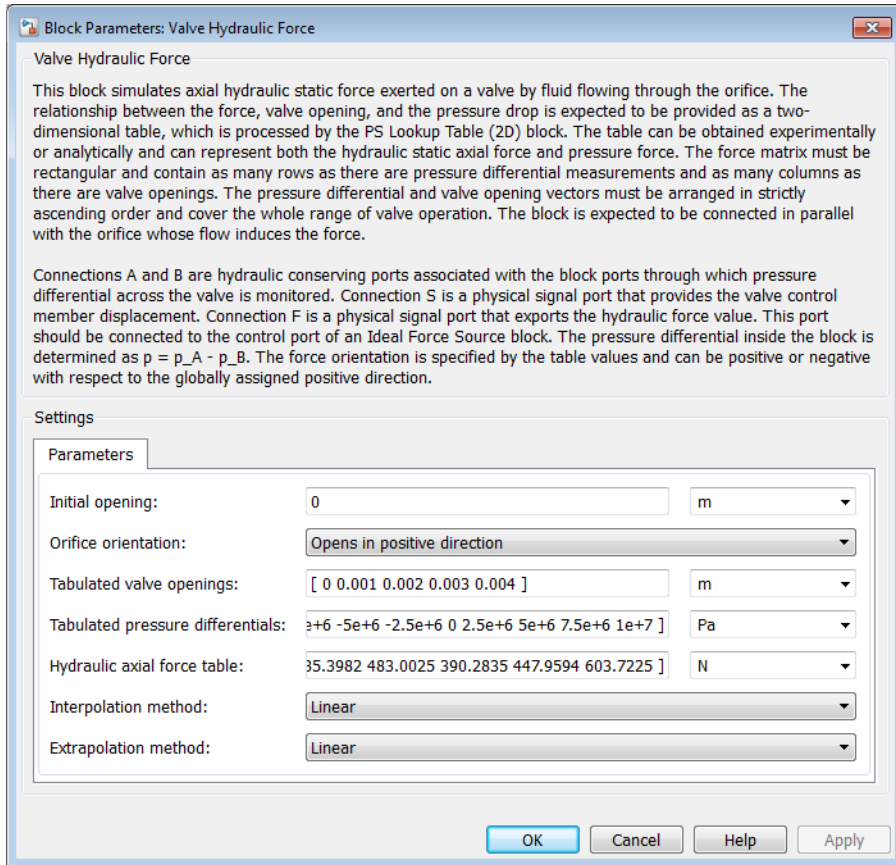 Block Parameters: Valve Hydraulic Force
Valve Hydraulic Force
This block simulates axial hydraulic static force exerted on a valve by fluid flowing through the orifice. The
relationship between the force, valve opening, and the pressure drop is expected to be provided as a two-
dimensional table, which is processed by the PS Lookup Table (2D) block. The table can be obtained experimentally
or analytically and can represent both the hydraulic static axial force and pressure force. The force matrix must be
rectangular and contain as many rows as there are pressure differential measurements and as many columns as
there are valve openings. The pressure differential and valve opening vectors must be arranged in strictly
ascending order and cover the whole range of valve operation. The block is expected to be connected in parallel
with the orifice whose flow induces the force.
Connections A and B are hydraulic conserving ports associated with the block ports through which pressure
differential across the valve is monitored. Connection S is a physical signal port that provides the valve control
member displacement. Connection F is a physical signal port that exports the hydraulic force value. This port
should be connected to the control port of an Ideal Force Source block. The pressure differential inside the block is
determined as p = p_A - p_B. The force orientation is specified by the table values and can be positive or negative
with respect to the globally assigned positive direction.
Settings
Parameters
Initial opening: 0 m
Orifice orientation: Opens in positive direction
Tabulated valve openings: [ 0 0.001 0.002 0.003 0.004 ] m
Tabulated pressure differentials: e+6 -5e+6 -2.5e+6 0 2.5e+6 5e+6 7.5e+6 1e+7 ] Pa
Hydraulic axial force table: 35.3982 483.0025 390.2835 447.9594 603.7225 ] N
Interpolation method: Linear
Extrapolation method: Linear
OK Cancel Help Apply